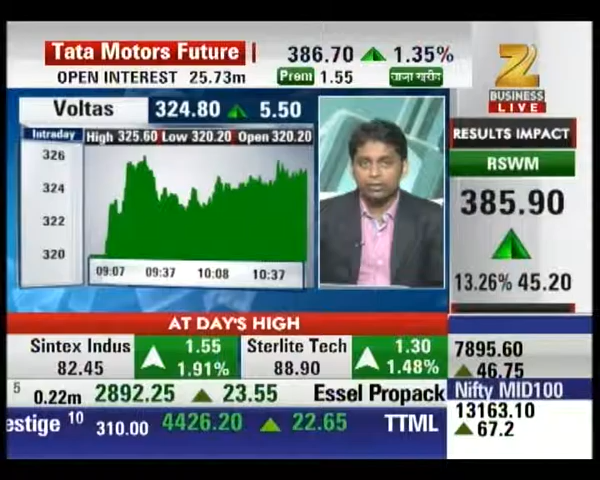 Tata Motors Future 386.70 1.35%
OPEN INTEREST 25.73m Prem 1.55 ताज़ा खरीद
Z
BUSINESS
LIVE
Voltas 324.80 5.50
Intraday High 325.60 Low 320.20 Open 320.20
326
324
322
320
09:07 09:37 10:08 10:37
RESULTS IMPACT
RSWM
385.90
13.26% 45.20
AT DAY'S HIGH
Sintex Indus 1.55 Sterlite Tech 1.30
82.45 1.91% 88.90 1.48%
7895.60
46.75
5 0.22m 2892.25 23.55 Essel Propack
Nifty MID100
estige 10 310.00 4426.20 22.65 TTML
13163.10
67.2